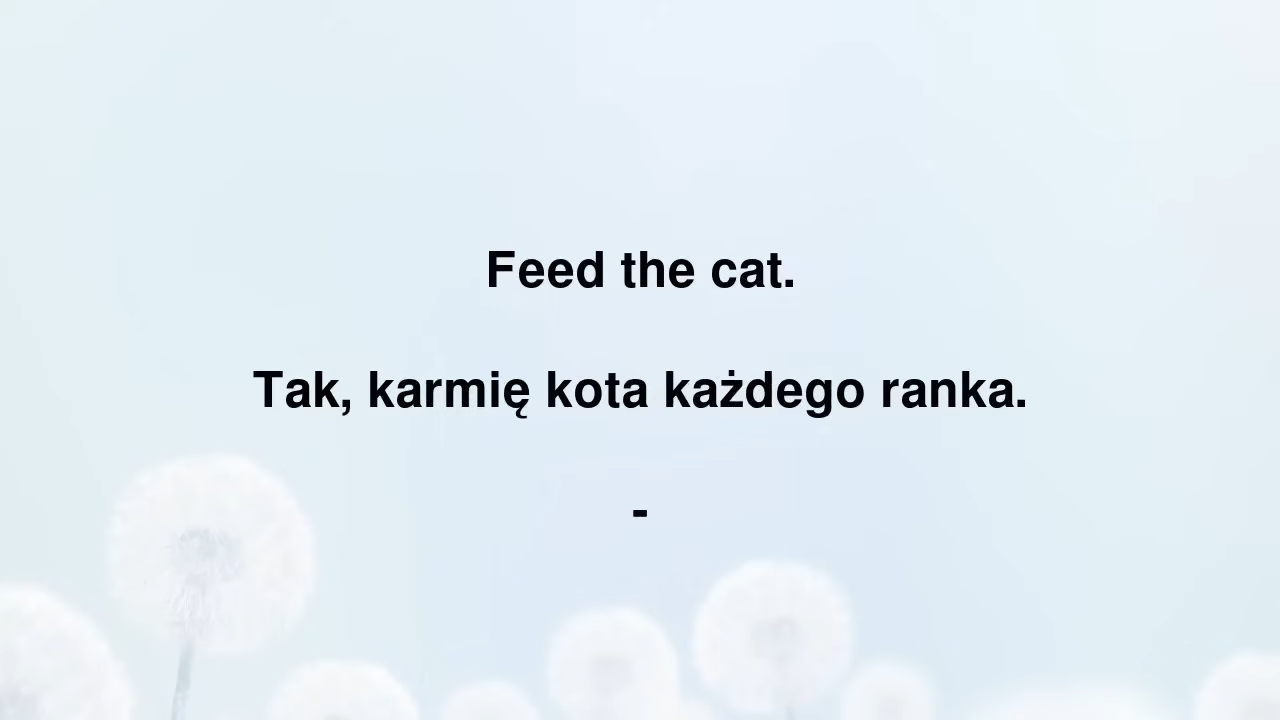 Feed the cat.
Tak, karmię kota każdego ranka.
-